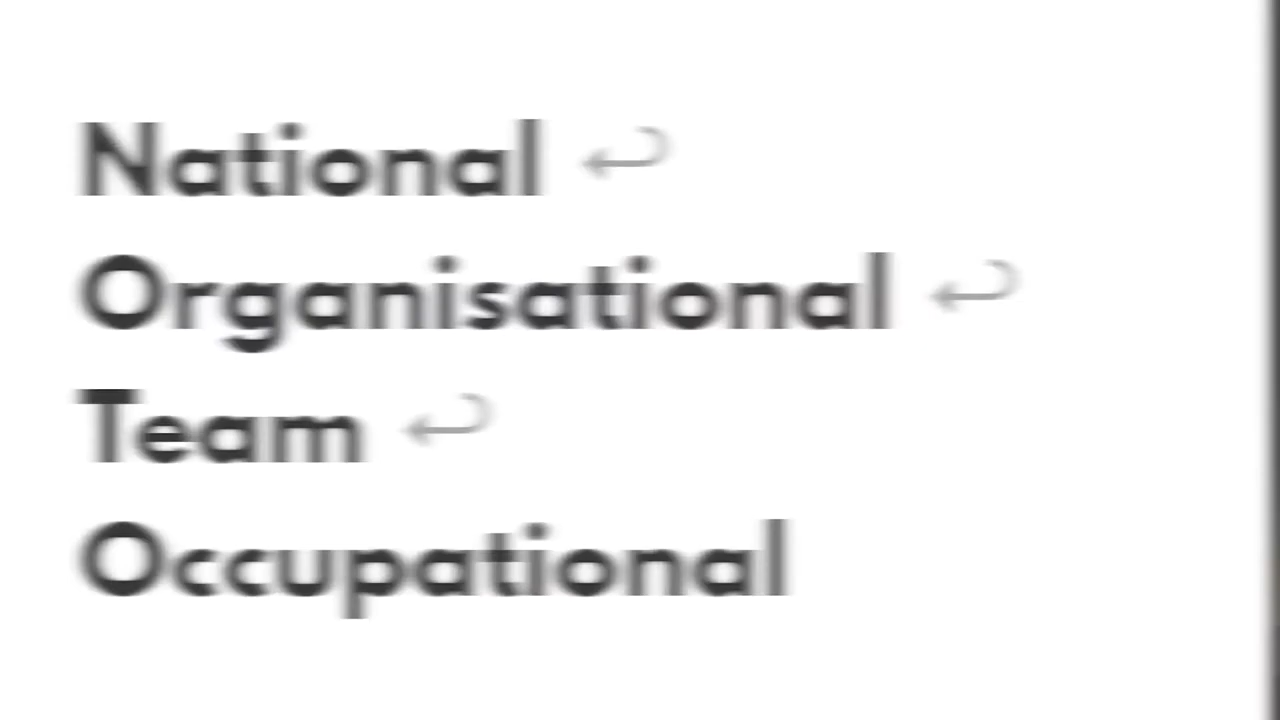 National ↩
Organisational ↩
Team ↩
Occupational